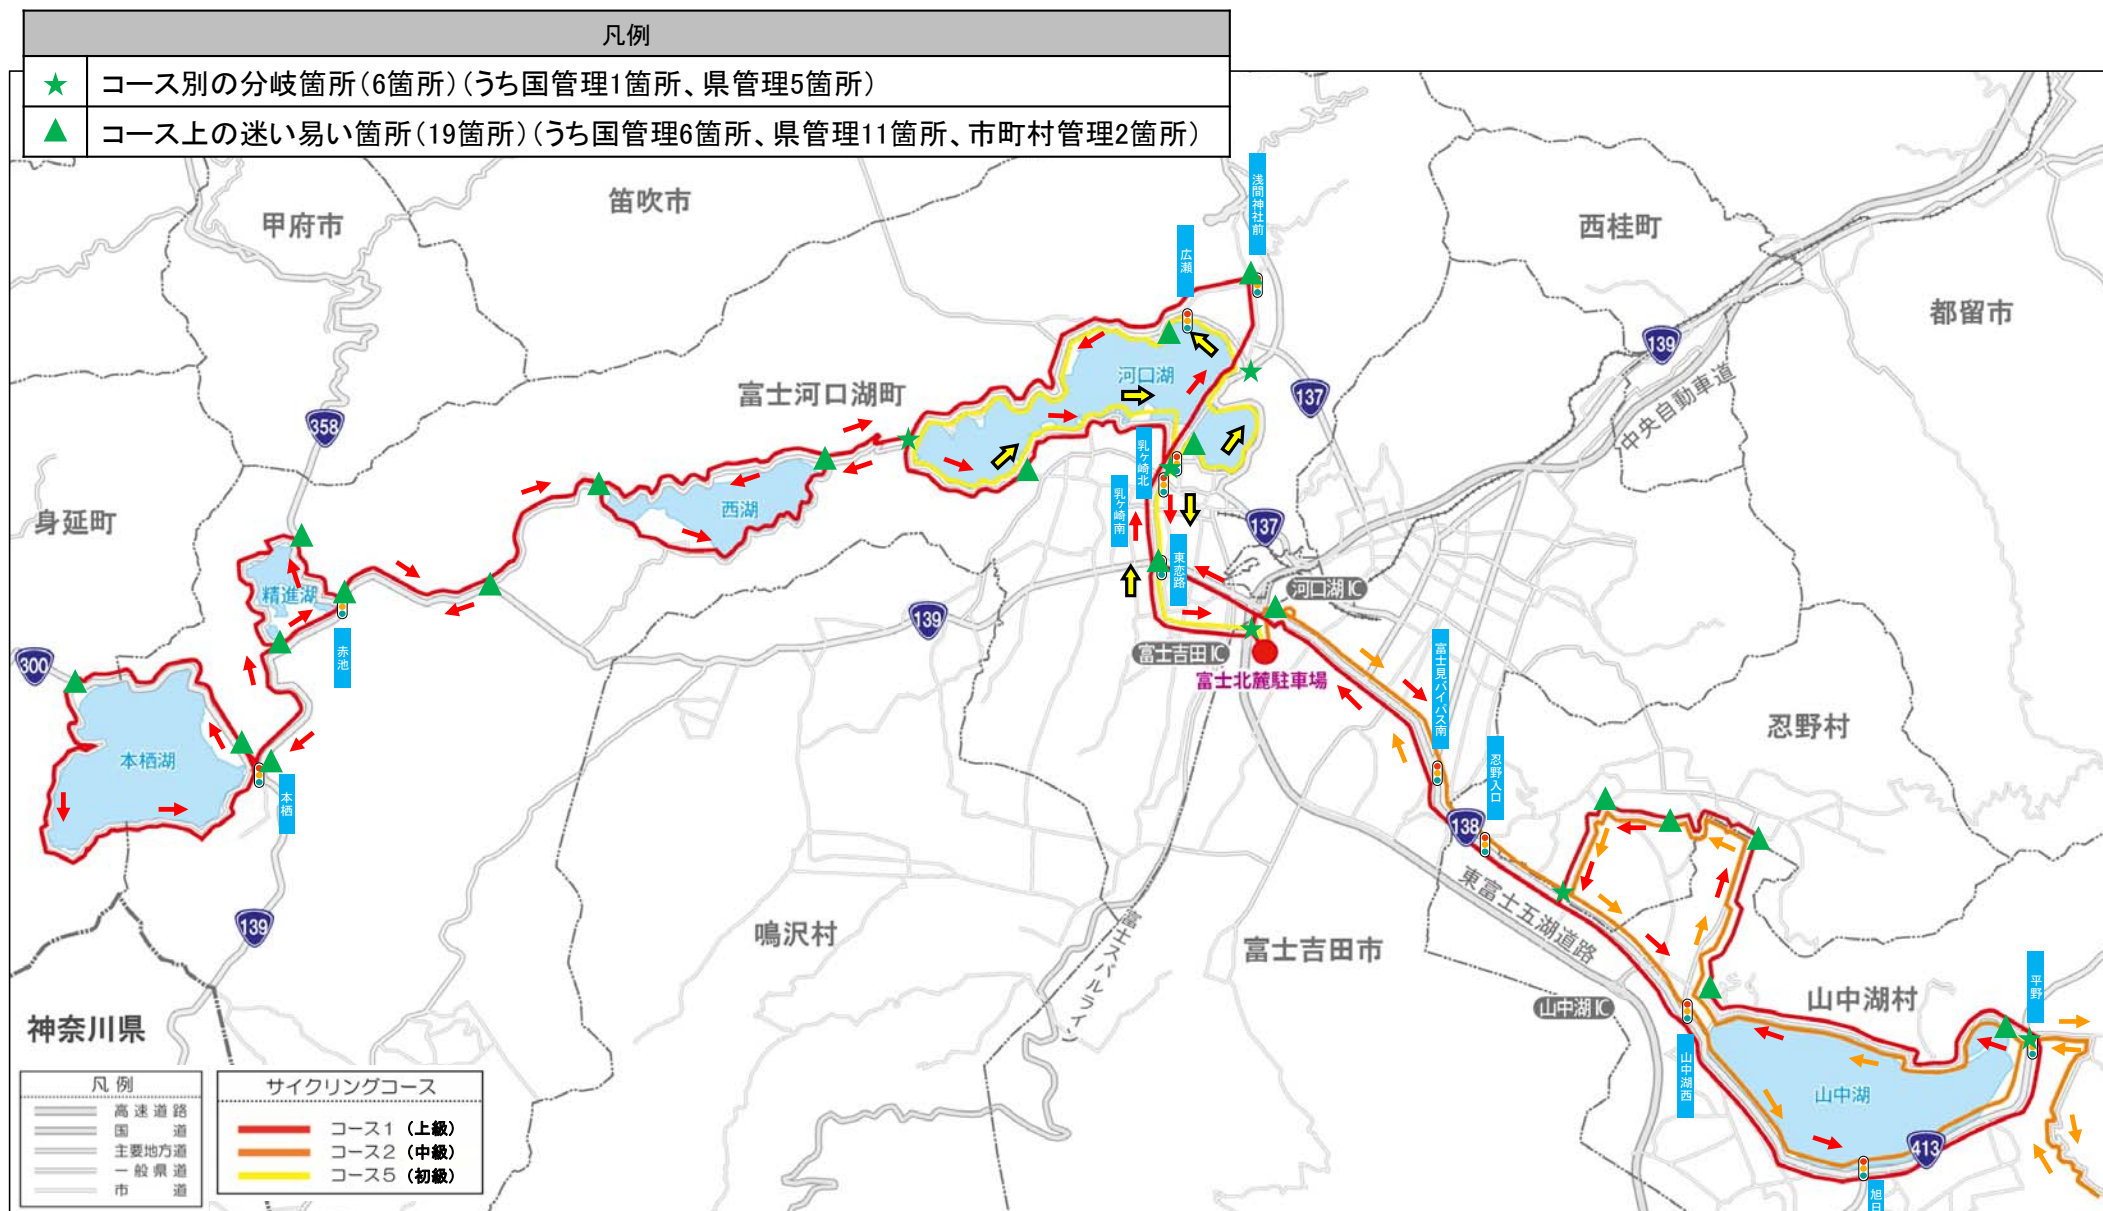 凡例
★ コース別の分岐箇所(6箇所)(うち国管理1箇所、県管理5箇所)
▲ コース上の迷い易い箇所(19箇所)(うち国管理6箇所、県管理11箇所、市町村管理2箇所)
浅間神社前
笛吹市
甲府市
西桂町
広瀬
都留市
139
河口湖
富士河口湖町
137
中央自動車道
358
乳ヶ崎北
西湖
乳ヶ崎南
身延町
137
東恋路
河口湖IC
精進湖
139
赤池
富士吉田IC
300
富士北麓駐車場
富士見バイパス南
忍野村
本栖湖
忍野入口
本栖
138
139
鳴沢村
東富士五湖道路
富士スバルライン
富士吉田市
平野
山中湖村
山中湖IC
神奈川県
山中湖西
山中湖
413
旭日
凡例
高速道路
国道
主要地方道
一般県道
市道
サイクリングコース
コース1 (上級)
コース2 (中級)
コース5 (初級)